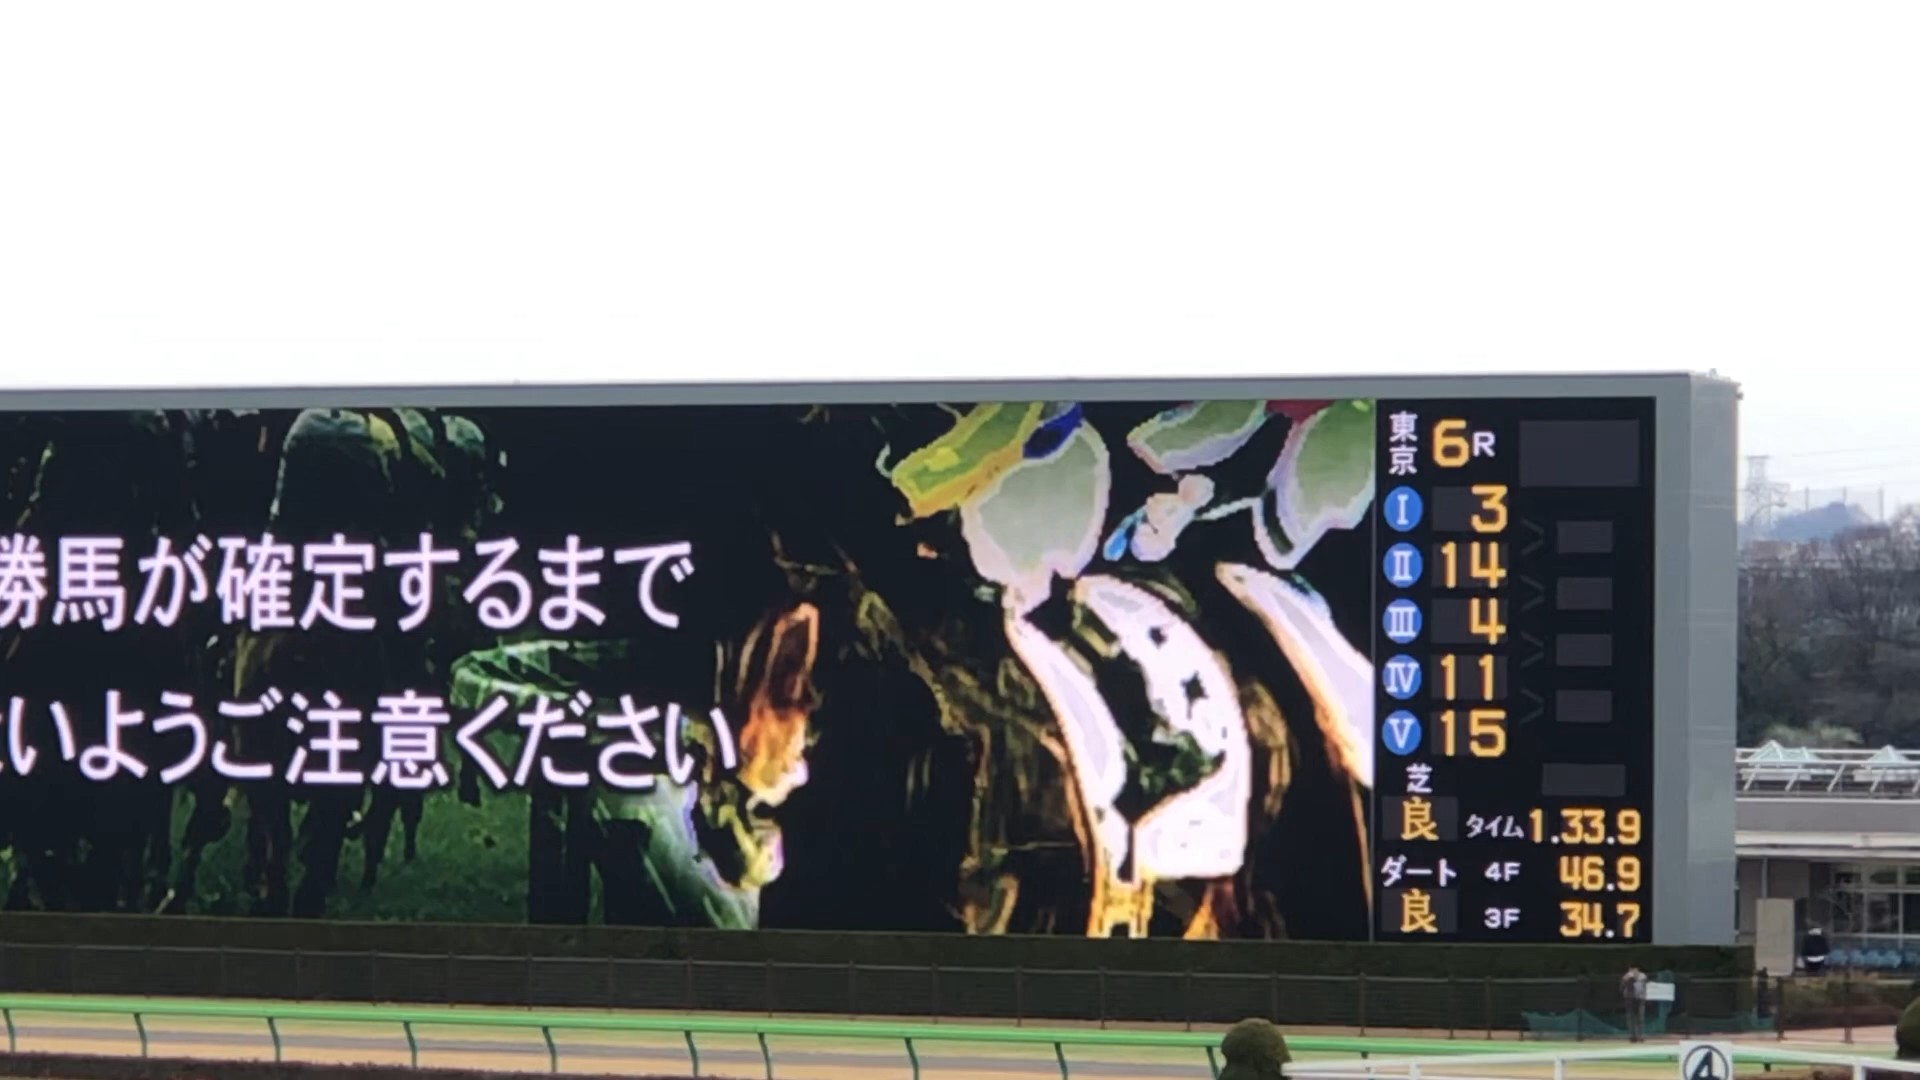 勝馬が確定するまで
いようご注意ください
東京 6R
I 3
II 14
III 4
IV 11
V 15
芝
良 タイム 1.33.9
ダート 4F 46.9
良 3F 34.7
4